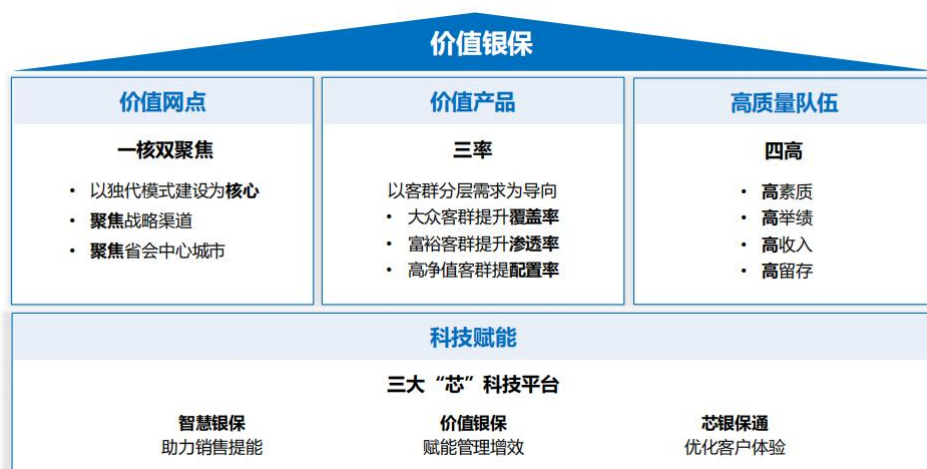 价值银保
价值网点
一核双聚焦
• 以独代模式建设为核心
• 聚焦战略渠道
• 聚焦省会中心城市
价值产品
三率
以客群分层需求为导向
• 大众客群提升覆盖率
• 富裕客群提升渗透率
• 高净值客群提配置率
高质量队伍
四高
• 高素质
• 高举绩
• 高收入
• 高留存
科技赋能
三大“芯”科技平台
智慧银保
助力销售提能
价值银保
赋能管理增效
芯银保通
优化客户体验